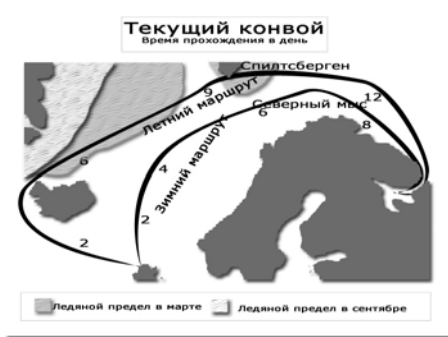 Текущий конвой
Время прохождения в день
Спилтсберген
9
Летний маршрут
Северный мыс
12
6
8
6
4
Зимний маршрут
2
2
Ледяной предел в марте
Ледяной предел в сентябре